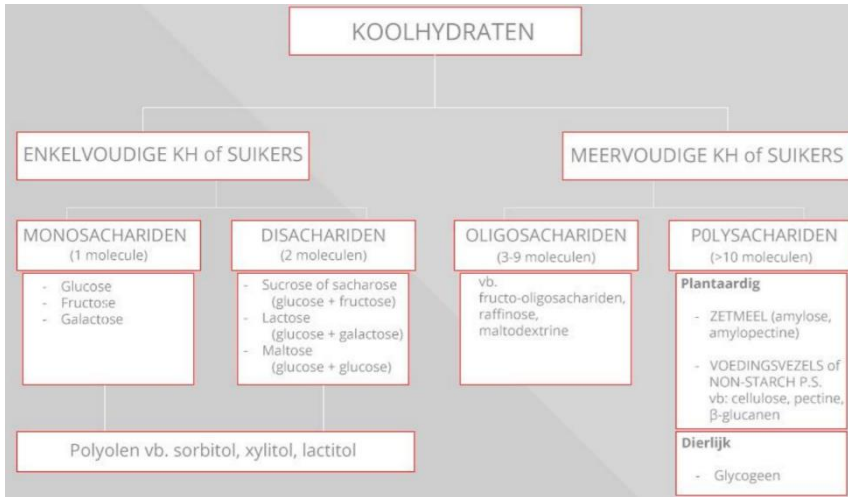 KOOLHYDRATEN
ENKELVOUDIGE KH of SUIKERS
MEERVOUDIGE KH of SUIKERS
MONOSACHARIDEN
(1 molecule)
- Glucose
- Fructose
- Galactose
DISACHARIDEN
(2 moleculen)
- Sucrose of sacharose
(glucose + fructose)
- Lactose
(glucose + galactose)
- Maltose
(glucose + glucose)
OLIGOSACHARIDEN
(3-9 moleculen)
vb.
fructo-oligosachariden,
raffinose,
maltodextrine
P0LYSACHARIDEN
(>10 moleculen)
Plantaardig
- ZETMEEL (amylose,
amylopectine)
- VOEDINGSVEZELS of
NON-STARCH P.S.
vb: cellulose, pectine,
β-glucanen
Dierlijk
- Glycogeen
Polyolen vb. sorbitol, xylitol, lactitol